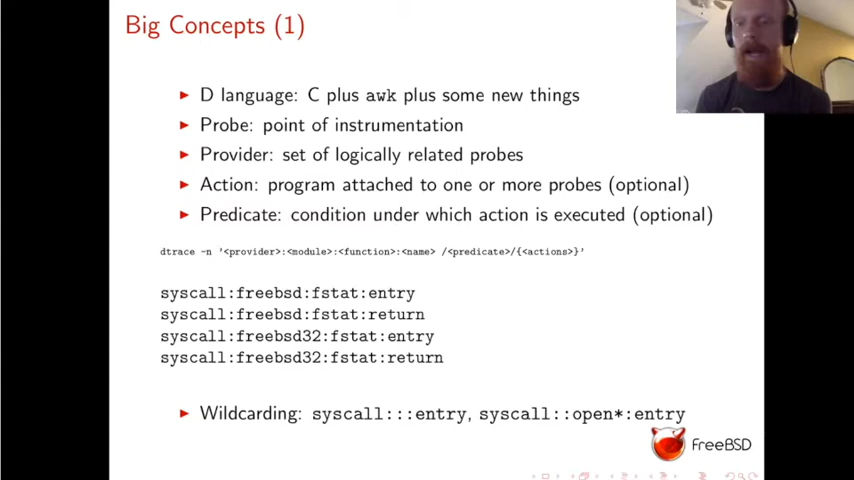 Big Concepts (1)
▶ D language: C plus awk plus some new things
▶ Probe: point of instrumentation
▶ Provider: set of logically related probes
▶ Action: program attached to one or more probes (optional)
▶ Predicate: condition under which action is executed (optional)
dtrace -n '<provider>:<module>:<function>:<name> /<predicate>/{<actions>}'
syscall:freebsd:fstat:entry
syscall:freebsd:fstat:return
syscall:freebsd32:fstat:entry
syscall:freebsd32:fstat:return
▶ Wildcarding: syscall:::entry, syscall::open*:entry
FreeBSD